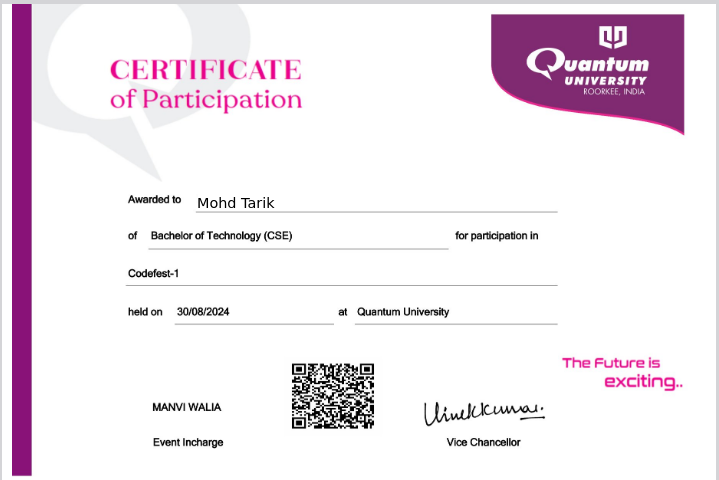 CERTIFICATE
of Participation
Quantum
UNIVERSITY
ROORKEE, INDIA
Awarded to Mohd Tarik
of Bachelor of Technology (CSE) for participation in
Codefest-1
held on 30/08/2024 at Quantum University
The Future is
exciting..
MANVI WALIA
Event Incharge
Vice Chancellor